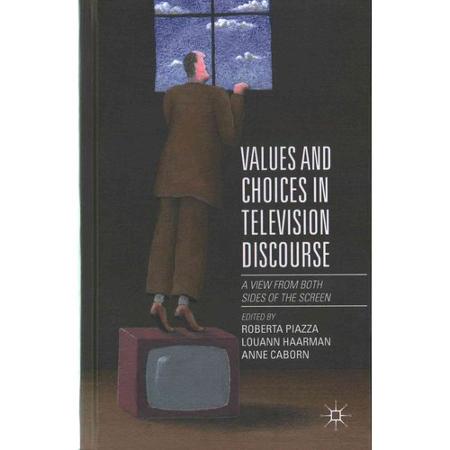 VALUES AND
CHOICES IN
TELEVISION
DISCOURSE
A VIEW FROM BOTH
SIDES OF THE SCREEN
EDITED BY
ROBERTA PIAZZA
LOUANN HAARMAN
ANNE CABORN